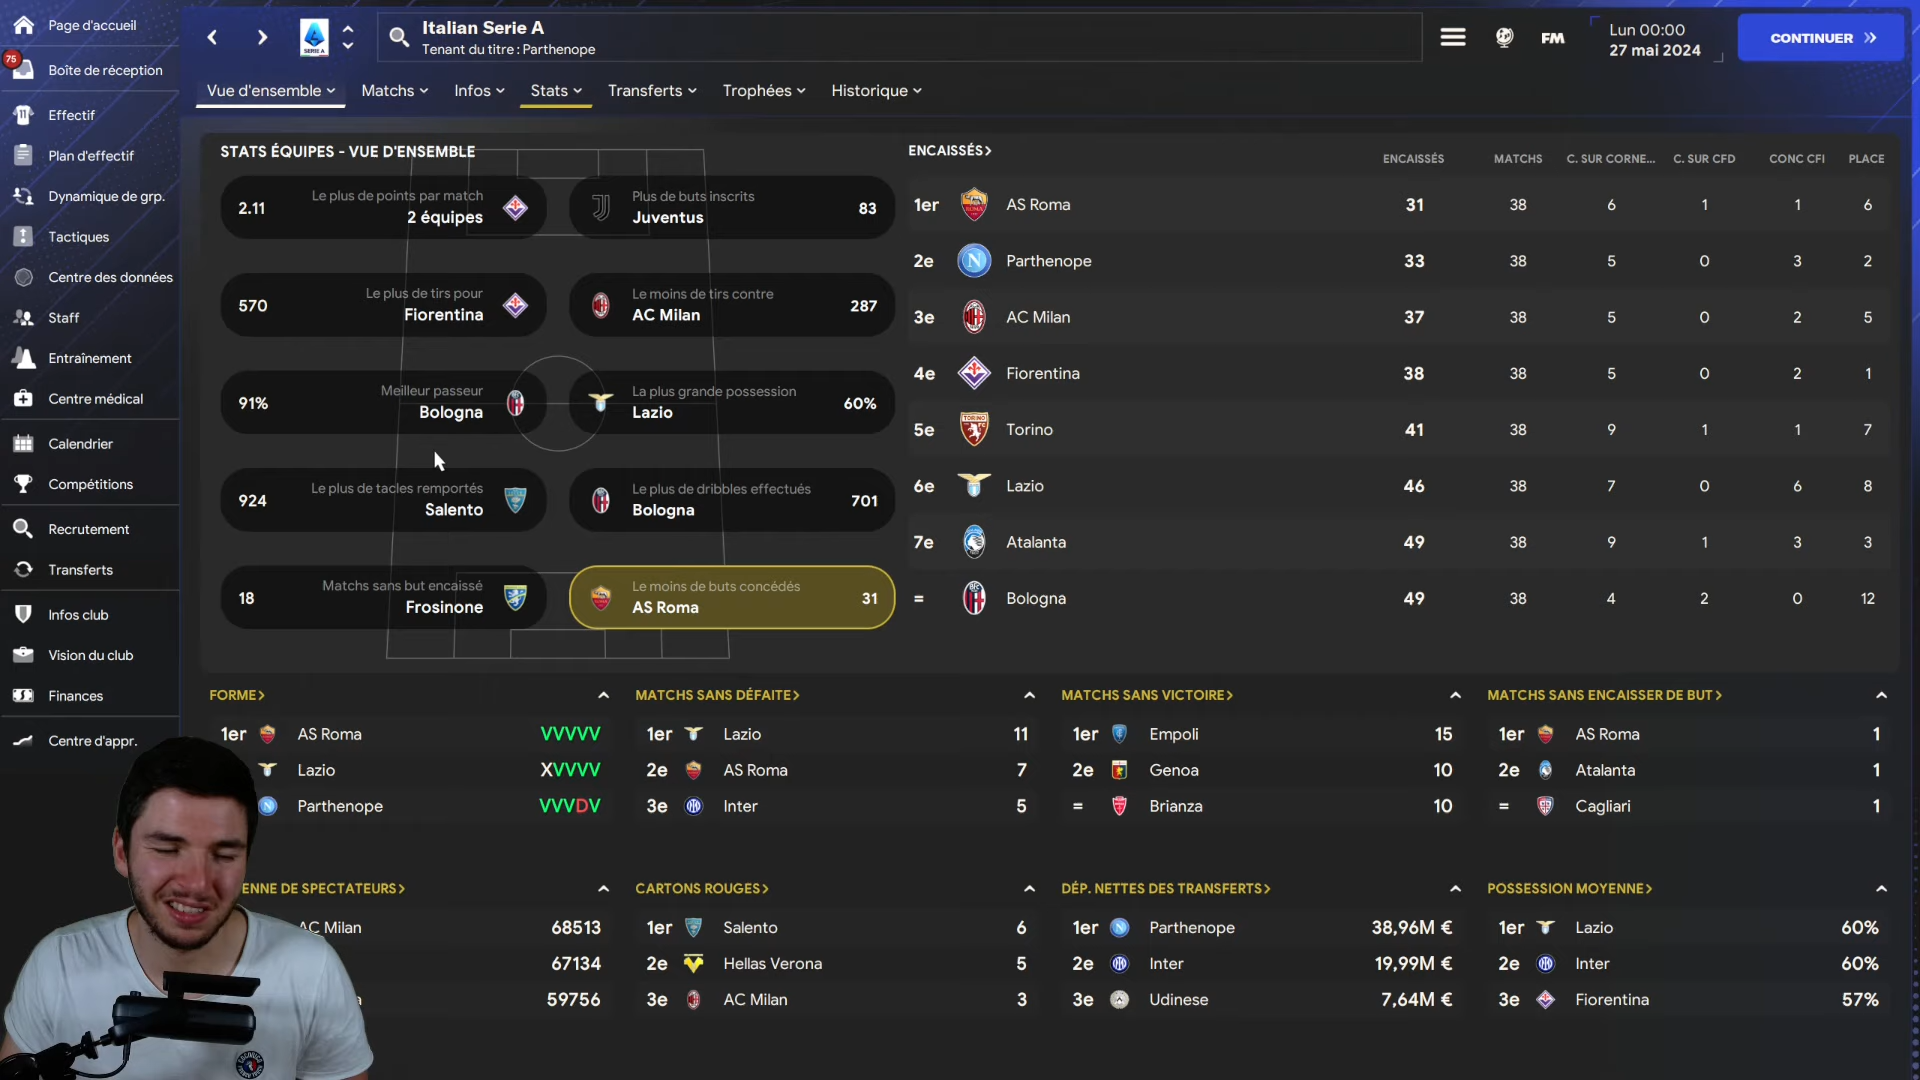 Page d'accueil
75
Boîte de réception
Effectif
Plan d'effectif
Dynamique de grp.
Tactiques
Centre des données
Staff
Entraînement
Centre médical
Calendrier
Compétitions
Recrutement
Transferts
Infos club
Vision du club
Finances
Centre d'appr.
SERIE A
Italian Serie A
Tenant du titre : Parthenope
FM
Lun 00:00
27 mai 2024
CONTINUER
Vue d'ensemble Matchs Infos Stats Transferts Trophées Historique
STATS ÉQUIPES - VUE D'ENSEMBLE
2.11 Le plus de points par match
2 équipes
Plus de buts inscrits
Juventus 83
570 Le plus de tirs pour
Fiorentina
Le moins de tirs contre
AC Milan 287
91% Meilleur passeur
Bologna
La plus grande possession
Lazio 60%
924 Le plus de tacles remportés
Salento
Le plus de dribbles effectués
Bologna 701
18 Matchs sans but encaissé
Frosinone
Le moins de buts concédés
AS Roma 31
ENCAISSÉS> ENCAISSÉS MATCHS C. SUR CORNE... C. SUR CFD CONC CFI PLACE
1er AS Roma 31 38 6 1 1 6
2e Parthenope 33 38 5 0 3 2
3e AC Milan 37 38 5 0 2 5
4e Fiorentina 38 38 5 0 2 1
5e Torino 41 38 9 1 1 7
6e Lazio 46 38 7 0 6 8
7e Atalanta 49 38 9 1 3 3
= Bologna 49 38 4 2 0 12
FORME>
1er AS Roma VVVVV
Lazio XVVVV
Parthenope VVVDV
MATCHS SANS DÉFAITE>
1er Lazio 11
2e AS Roma 7
3e Inter 5
MATCHS SANS VICTOIRE>
1er Empoli 15
2e Genoa 10
= Brianza 10
MATCHS SANS ENCAISSER DE BUT>
1er AS Roma 1
2e Atalanta 1
= Cagliari 1
ENNE DE SPECTATEURS>
AC Milan 68513
67134
a 59756
CARTONS ROUGES>
1er Salento 6
2e Hellas Verona 5
3e AC Milan 3
DÉP. NETTES DES TRANSFERTS>
1er Parthenope 38,96M €
2e Inter 19,99M €
3e Udinese 7,64M €
POSSESSION MOYENNE>
1er Lazio 60%
2e Inter 60%
3e Fiorentina 57%